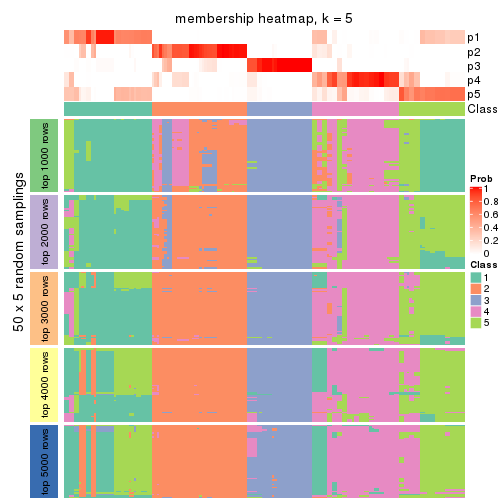 membership heatmap, k = 5
p1
p2
p3
p4
p5
Class
50 x 5 random samplings
top 1000 rows
top 2000 rows
top 3000 rows
top 4000 rows
top 5000 rows
Prob
1
0.8
0.6
0.4
0.2
0
Class
1
2
3
4
5